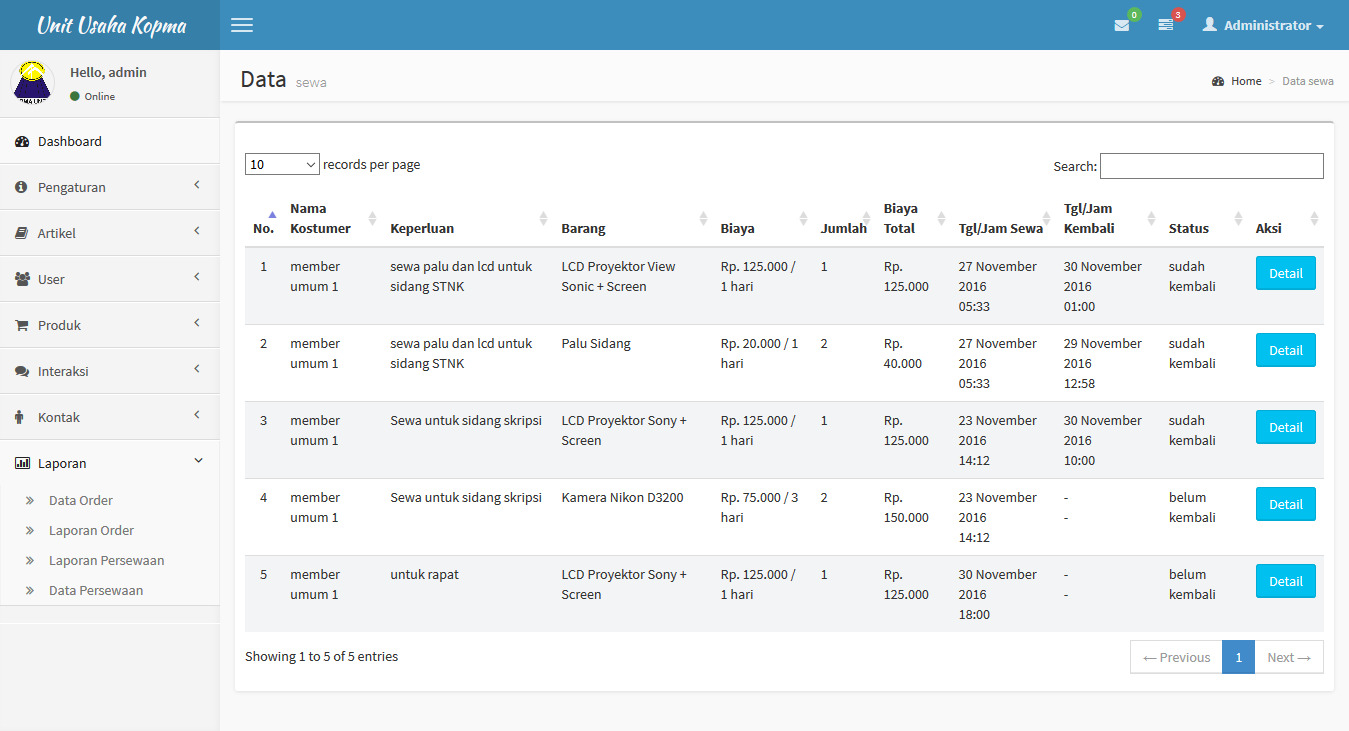 Unit Usaha Kopma
0
3
Administrator
Hello, admin
Online
Data sewa
Home > Data sewa
Dashboard
Pengaturan
Artikel
User
Produk
Interaksi
Kontak
Laporan
Data Order
Laporan Order
Laporan Persewaan
Data Persewaan
10 records per page
Search:
No. Nama Kostumer Keperluan Barang Biaya Jumlah Biaya Total Tgl/Jam Sewa Tgl/Jam Kembali Status Aksi
1 member sewa palu dan lcd untuk LCD Proyektor View Rp. 125.000 / 1 Rp. 27 November 30 November sudah Detail
umum 1 sidang STNK Sonic + Screen 1 hari 125.000 2016 2016 kembali
05:33 01:00
2 member sewa palu dan lcd untuk Palu Sidang Rp. 20.000 / 1 2 Rp. 27 November 29 November sudah Detail
umum 1 sidang STNK hari 40.000 2016 2016 kembali
05:33 12:58
3 member Sewa untuk sidang skripsi LCD Proyektor Sony + Rp. 125.000 / 1 Rp. 23 November 30 November sudah Detail
umum 1 Screen 1 hari 125.000 2016 2016 kembali
14:12 10:00
4 member Sewa untuk sidang skripsi Kamera Nikon D3200 Rp. 75.000 / 3 2 Rp. 23 November - belum Detail
umum 1 hari 150.000 2016 - kembali
14:12
5 member untuk rapat LCD Proyektor Sony + Rp. 125.000 / 1 Rp. 30 November - belum Detail
umum 1 Screen 1 hari 125.000 2016 - kembali
18:00
Showing 1 to 5 of 5 entries
← Previous 1 Next →